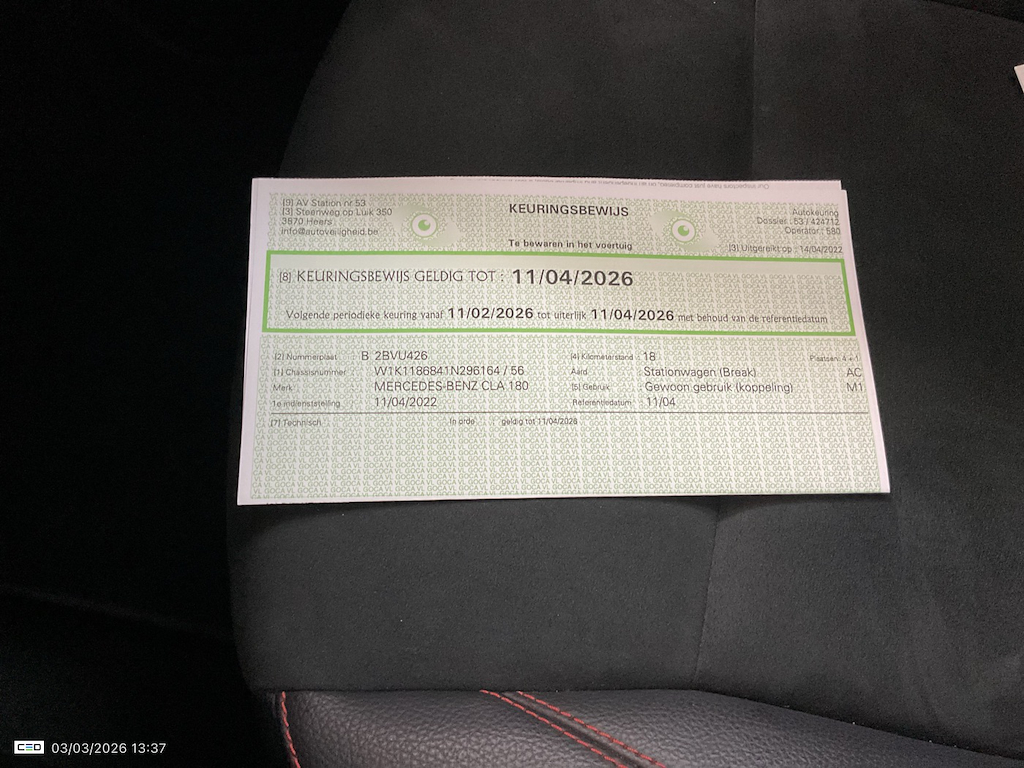 [9] AV Station nr 53
[3] Steenweg op Luik 350
3870 Heers
info@autoveiligheid.be
KEURINGSBEWIJS
Te bewaren in het voertuig
Autokeuring
Dossier : 53 / 424712
Operator : 580
[3] Uitgereikt op : 14/04/2022
[8] KEURINGSBEWIJS GELDIG TOT : 11/04/2026
Volgende periodieke keuring vanaf 11/02/2026 tot uiterlijk 11/04/2026 met behoud van de referentiedatum
[2] Nummerplaat B 2BVU426 [4] Kilometerstand : 18 Plaatsen: 4 + 1
[1] Chassisnummer W1K1186841N296164 / 56 Aard : Stationwagen (Break) AC
Merk MERCEDES-BENZ CLA 180 [5] Gebruik : Gewoon gebruik (koppeling) M1
1e indienststelling 11/04/2022 Referentiedatum : 11/04
[7] Technisch In orde : geldig tot 11/04/2026
CED 03/03/2026 13:37